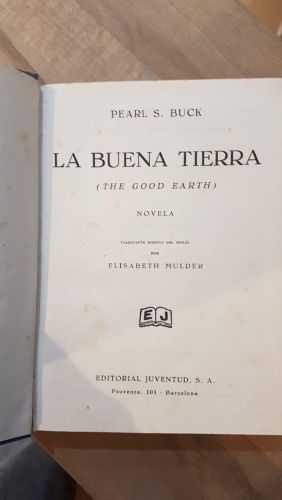 PEARL S. BUCK
LA BUENA TIERRA
(THE GOOD EARTH)
NOVELA
TRADUCCIÓN DIRECTA DEL INGLÉS
POR
ELISABETH MULDER
E J
EDITORIAL JUVENTUD, S. A.
Provenza, 101 - Barcelona